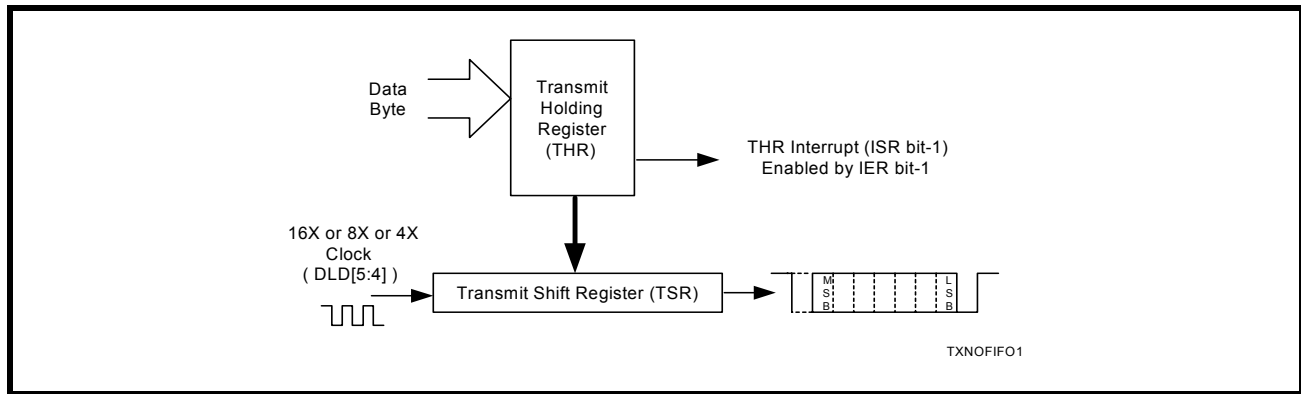 Data
Byte
Transmit
Holding
Register
(THR)
THR Interrupt (ISR bit-1)
Enabled by IER bit-1
16X or 8X or 4X
Clock
( DLD[5:4] )
Transmit Shift Register (TSR)
M
S
B
L
S
B
TXNOFIFO1